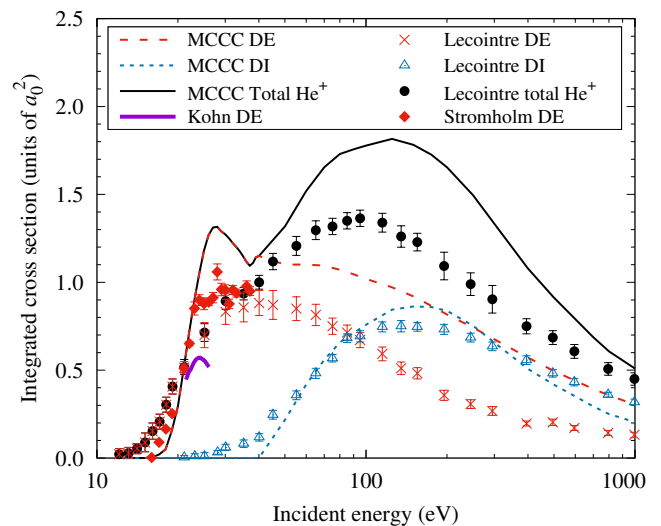 MCCC DE
MCCC DI
MCCC Total He⁺
Kohn DE
Lecointre DE
Lecointre DI
Lecointre total He⁺
Stromholm DE
Integrated cross section (units of a₀²)
2.5
2.0
1.5
1.0
0.5
0.0
10 100 1000
Incident energy (eV)